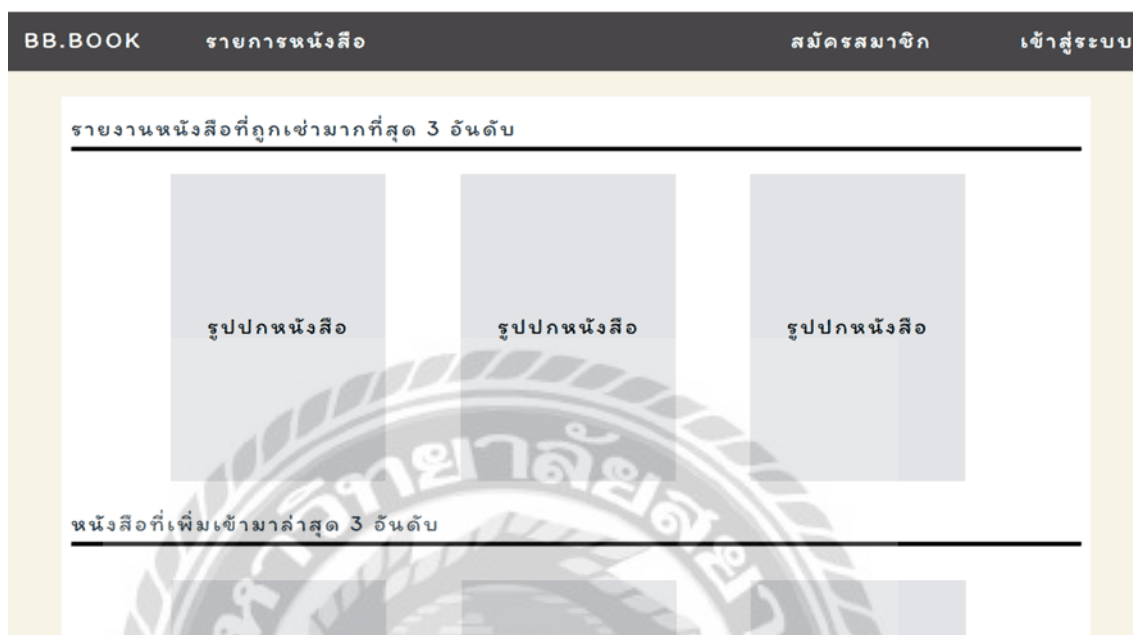 BB.BOOK รายการหนังสือ สมัครสมาชิก เข้าสู่ระบบ
รายงานหนังสือที่ถูกเช่ามากที่สุด 3 อันดับ
รูปปกหนังสือ รูปปกหนังสือ รูปปกหนังสือ
หนังสือที่เพิ่มเข้ามาล่าสุด 3 อันดับ